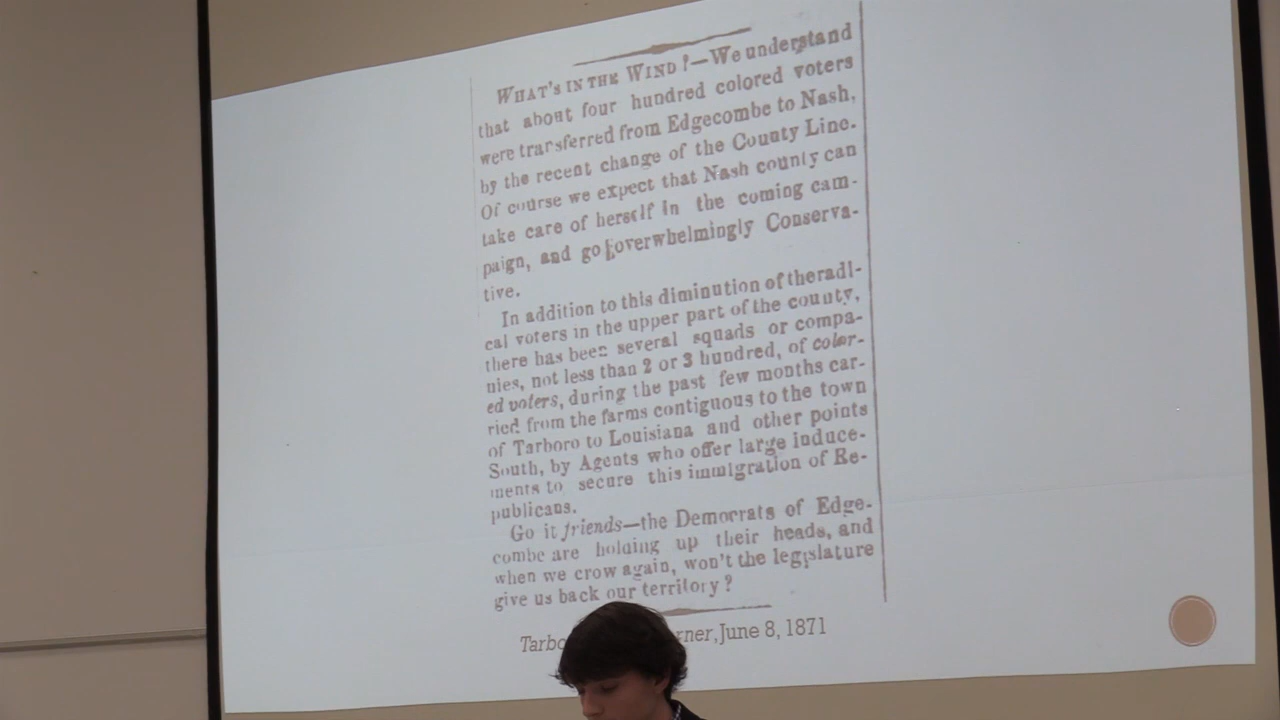 WHAT'S IN THE WIND!—We understand
that about four hundred colored voters
were transferred from Edgecombe to Nash,
by the recent change of the County Line.
Of course we expect that Nash county can
take care of herself in the coming cam-
paign, and go overwhelmingly Conserva-
tive.
In addition to this diminution of the radi-
cal voters in the upper part of the county,
there has been several squads or compa-
nies, not less than 2 or 3 hundred, of color-
ed voters, during the past few months car-
ried from the farms contiguous to the town
of Tarboro to Louisiana and other points
South, by Agents who offer large induce-
ments to secure this immigration of Re-
publicans.
Go it friends—the Democrats of Edge-
combe are holding up their heads, and
when we crow again, won't the legislature
give us back our territory?
Tarbo rner, June 8, 1871